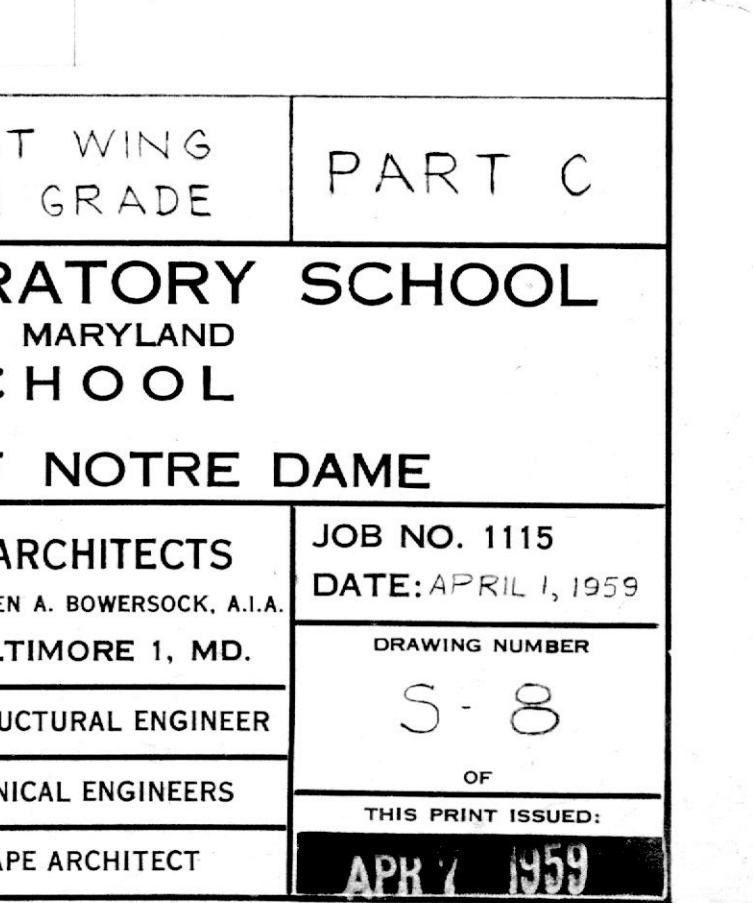 T WING
GRADE
PART C
RATORY SCHOOL
MARYLAND
CHOOL
NOTRE DAME
ARCHITECTS
EN A. BOWERSOCK, A.I.A.
LTIMORE 1, MD.
UCTURAL ENGINEER
NICAL ENGINEERS
APE ARCHITECT
JOB NO. 1115
DATE: APRIL 1, 1959
DRAWING NUMBER
S-8
OF
THIS PRINT ISSUED:
APR 7 1959